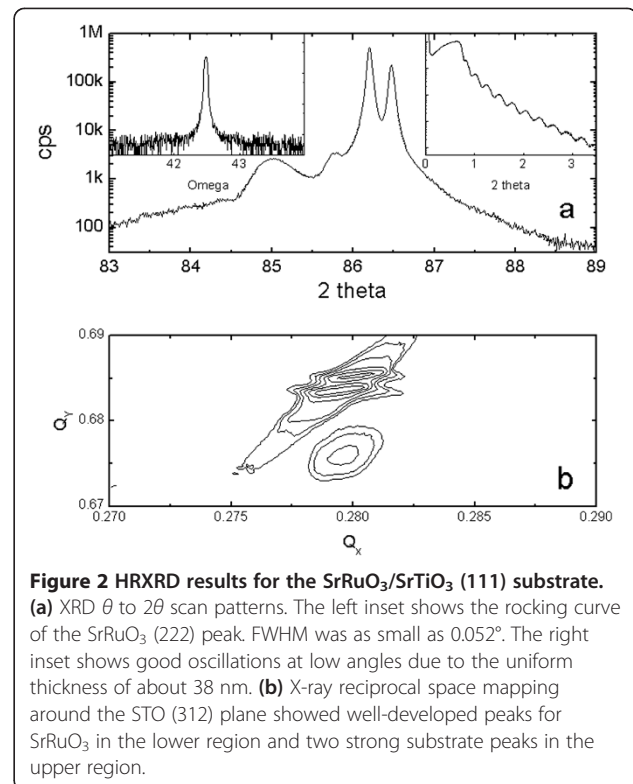 1M
100k
10k
1k
100
cps
42 43
Omega
0 1 2 3
2 theta
a
83 84 85 86 87 88 89
2 theta
0.69
0.68
0.67
Q_Y
b
0.270 0.275 0.280 0.285 0.290
Q_X
Figure 2 HRXRD results for the SrRuO₃/SrTiO₃ (111) substrate.
(a) XRD θ to 2θ scan patterns. The left inset shows the rocking curve
of the SrRuO₃ (222) peak. FWHM was as small as 0.052°. The right
inset shows good oscillations at low angles due to the uniform
thickness of about 38 nm. (b) X-ray reciprocal space mapping
around the STO (312) plane showed well-developed peaks for
SrRuO₃ in the lower region and two strong substrate peaks in the
upper region.